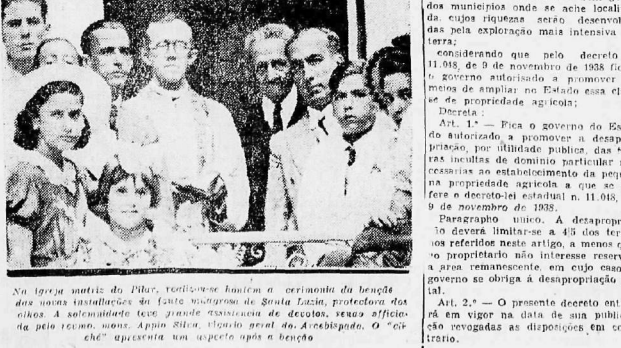 Na Igreja matriz do Pilar, realizou-se hontem a cerimonia da bençã
das novas installações da fonte milagrosa de Santa Luzia, protectora dos
olhos. A solemnidade teve grande assistencia de devotos, sendo officia
da pelo revmo. mons. Appio Silva, vigario geral do Arcebispado. O "cli-
ché" apresenta um aspecto após a benção
dos municipios onde se ache locali
da, cujos riquezas serão desenvol
das pela exploração mais intensiva
terra;
considerando que pelo decreto
11.018, de 9 de novembro de 1938 fic
o governo autorisado a promover
meios de ampliar no Estado essa cl
se de propriedade agricola;
Decreta :
Art. 1.º — Fica o governo do Es
do autorizado a promover a desap
priação, por utilidade publica, das
ras incultas de dominio particular
cessarias ao estabelecimento da pequ
na propriedade agricola a que se
fere o decreto-lei estadual n. 11.018,
9 de novembro de 1938.
Paragrapho unico. A desapropr
ão deverá limitar-se a 4|5 dos ter
nos referidos neste artigo, a menos q
o proprietario não interesse reserv
a area remanescente, em cujo caso
governo se obriga á desapropriação
tal.
Art. 2.º — O presente decreto ent
rá em vigor na data de sua public
ção revogadas as disposições em co
trario.